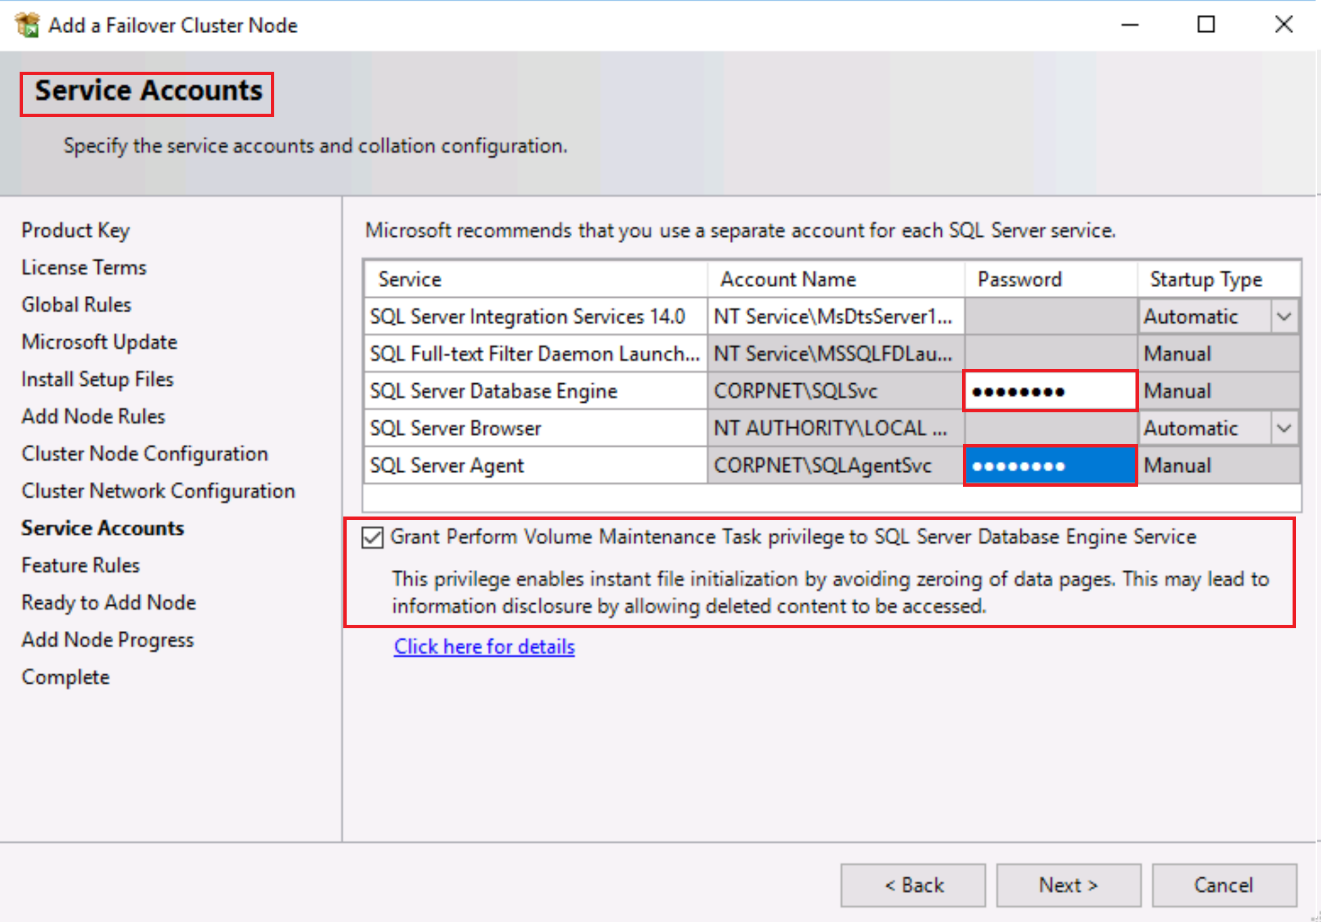 Add a Failover Cluster Node
Service Accounts
Specify the service accounts and collation configuration.
Product Key
License Terms
Global Rules
Microsoft Update
Install Setup Files
Add Node Rules
Cluster Node Configuration
Cluster Network Configuration
Service Accounts
Feature Rules
Ready to Add Node
Add Node Progress
Complete
Microsoft recommends that you use a separate account for each SQL Server service.
Service Account Name Password Startup Type
SQL Server Integration Services 14.0 NT Service\MsDtsServer1... Automatic
SQL Full-text Filter Daemon Launch... NT Service\MSSQLFDLau... Manual
SQL Server Database Engine CORPNET\SQLSvc ●●●●●●●● Manual
SQL Server Browser NT AUTHORITY\LOCAL ... Automatic
SQL Server Agent CORPNET\SQLAgentSvc ●●●●●●●● Manual
Grant Perform Volume Maintenance Task privilege to SQL Server Database Engine Service
This privilege enables instant file initialization by avoiding zeroing of data pages. This may lead to
information disclosure by allowing deleted content to be accessed.
Click here for details
< Back Next > Cancel